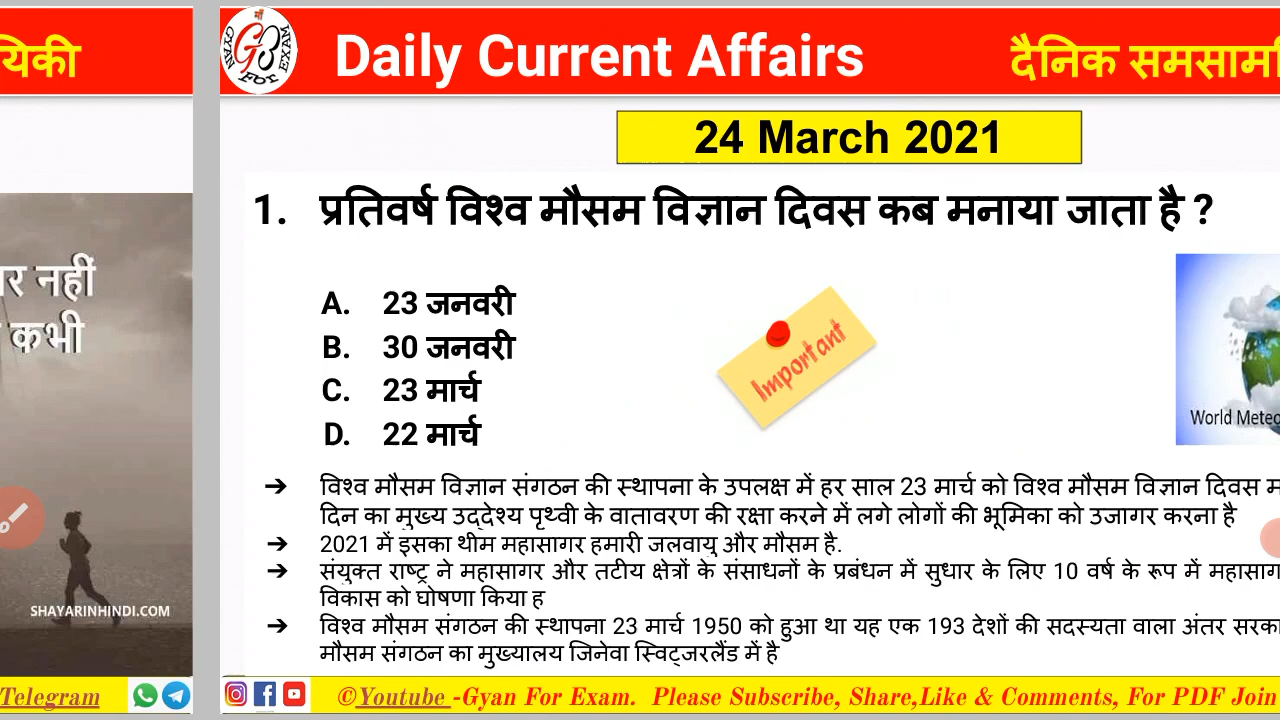 यिकी
र नहीं
कभी
SHAYARINHINDI.COM
Telegram
माँ
GYAN
EXAM
For
Daily Current Affairs
दैनिक समसामयि
24 March 2021
1. प्रतिवर्ष विश्व मौसम विज्ञान दिवस कब मनाया जाता है ?
A. 23 जनवरी
B. 30 जनवरी
C. 23 मार्च
D. 22 मार्च
Important
World Meteo
➔ विश्व मौसम विज्ञान संगठन की स्थापना के उपलक्ष में हर साल 23 मार्च को विश्व मौसम विज्ञान दिवस म
दिन का मुख्य उद्देश्य पृथ्वी के वातावरण की रक्षा करने में लगे लोगों की भूमिका को उजागर करना है
➔ 2021 में इसका थीम महासागर हमारी जलवायु और मौसम है.
➔ संयुक्त राष्ट्र ने महासागर और तटीय क्षेत्रों के संसाधनों के प्रबंधन में सुधार के लिए 10 वर्ष के रूप में महासाग
विकास को घोषणा किया ह
➔ विश्व मौसम संगठन की स्थापना 23 मार्च 1950 को हुआ था यह एक 193 देशों की सदस्यता वाला अंतर सरका
मौसम संगठन का मुख्यालय जिनेवा स्विट्जरलैंड में है
©Youtube -Gyan For Exam. Please Subscribe, Share,Like & Comments, For PDF Join